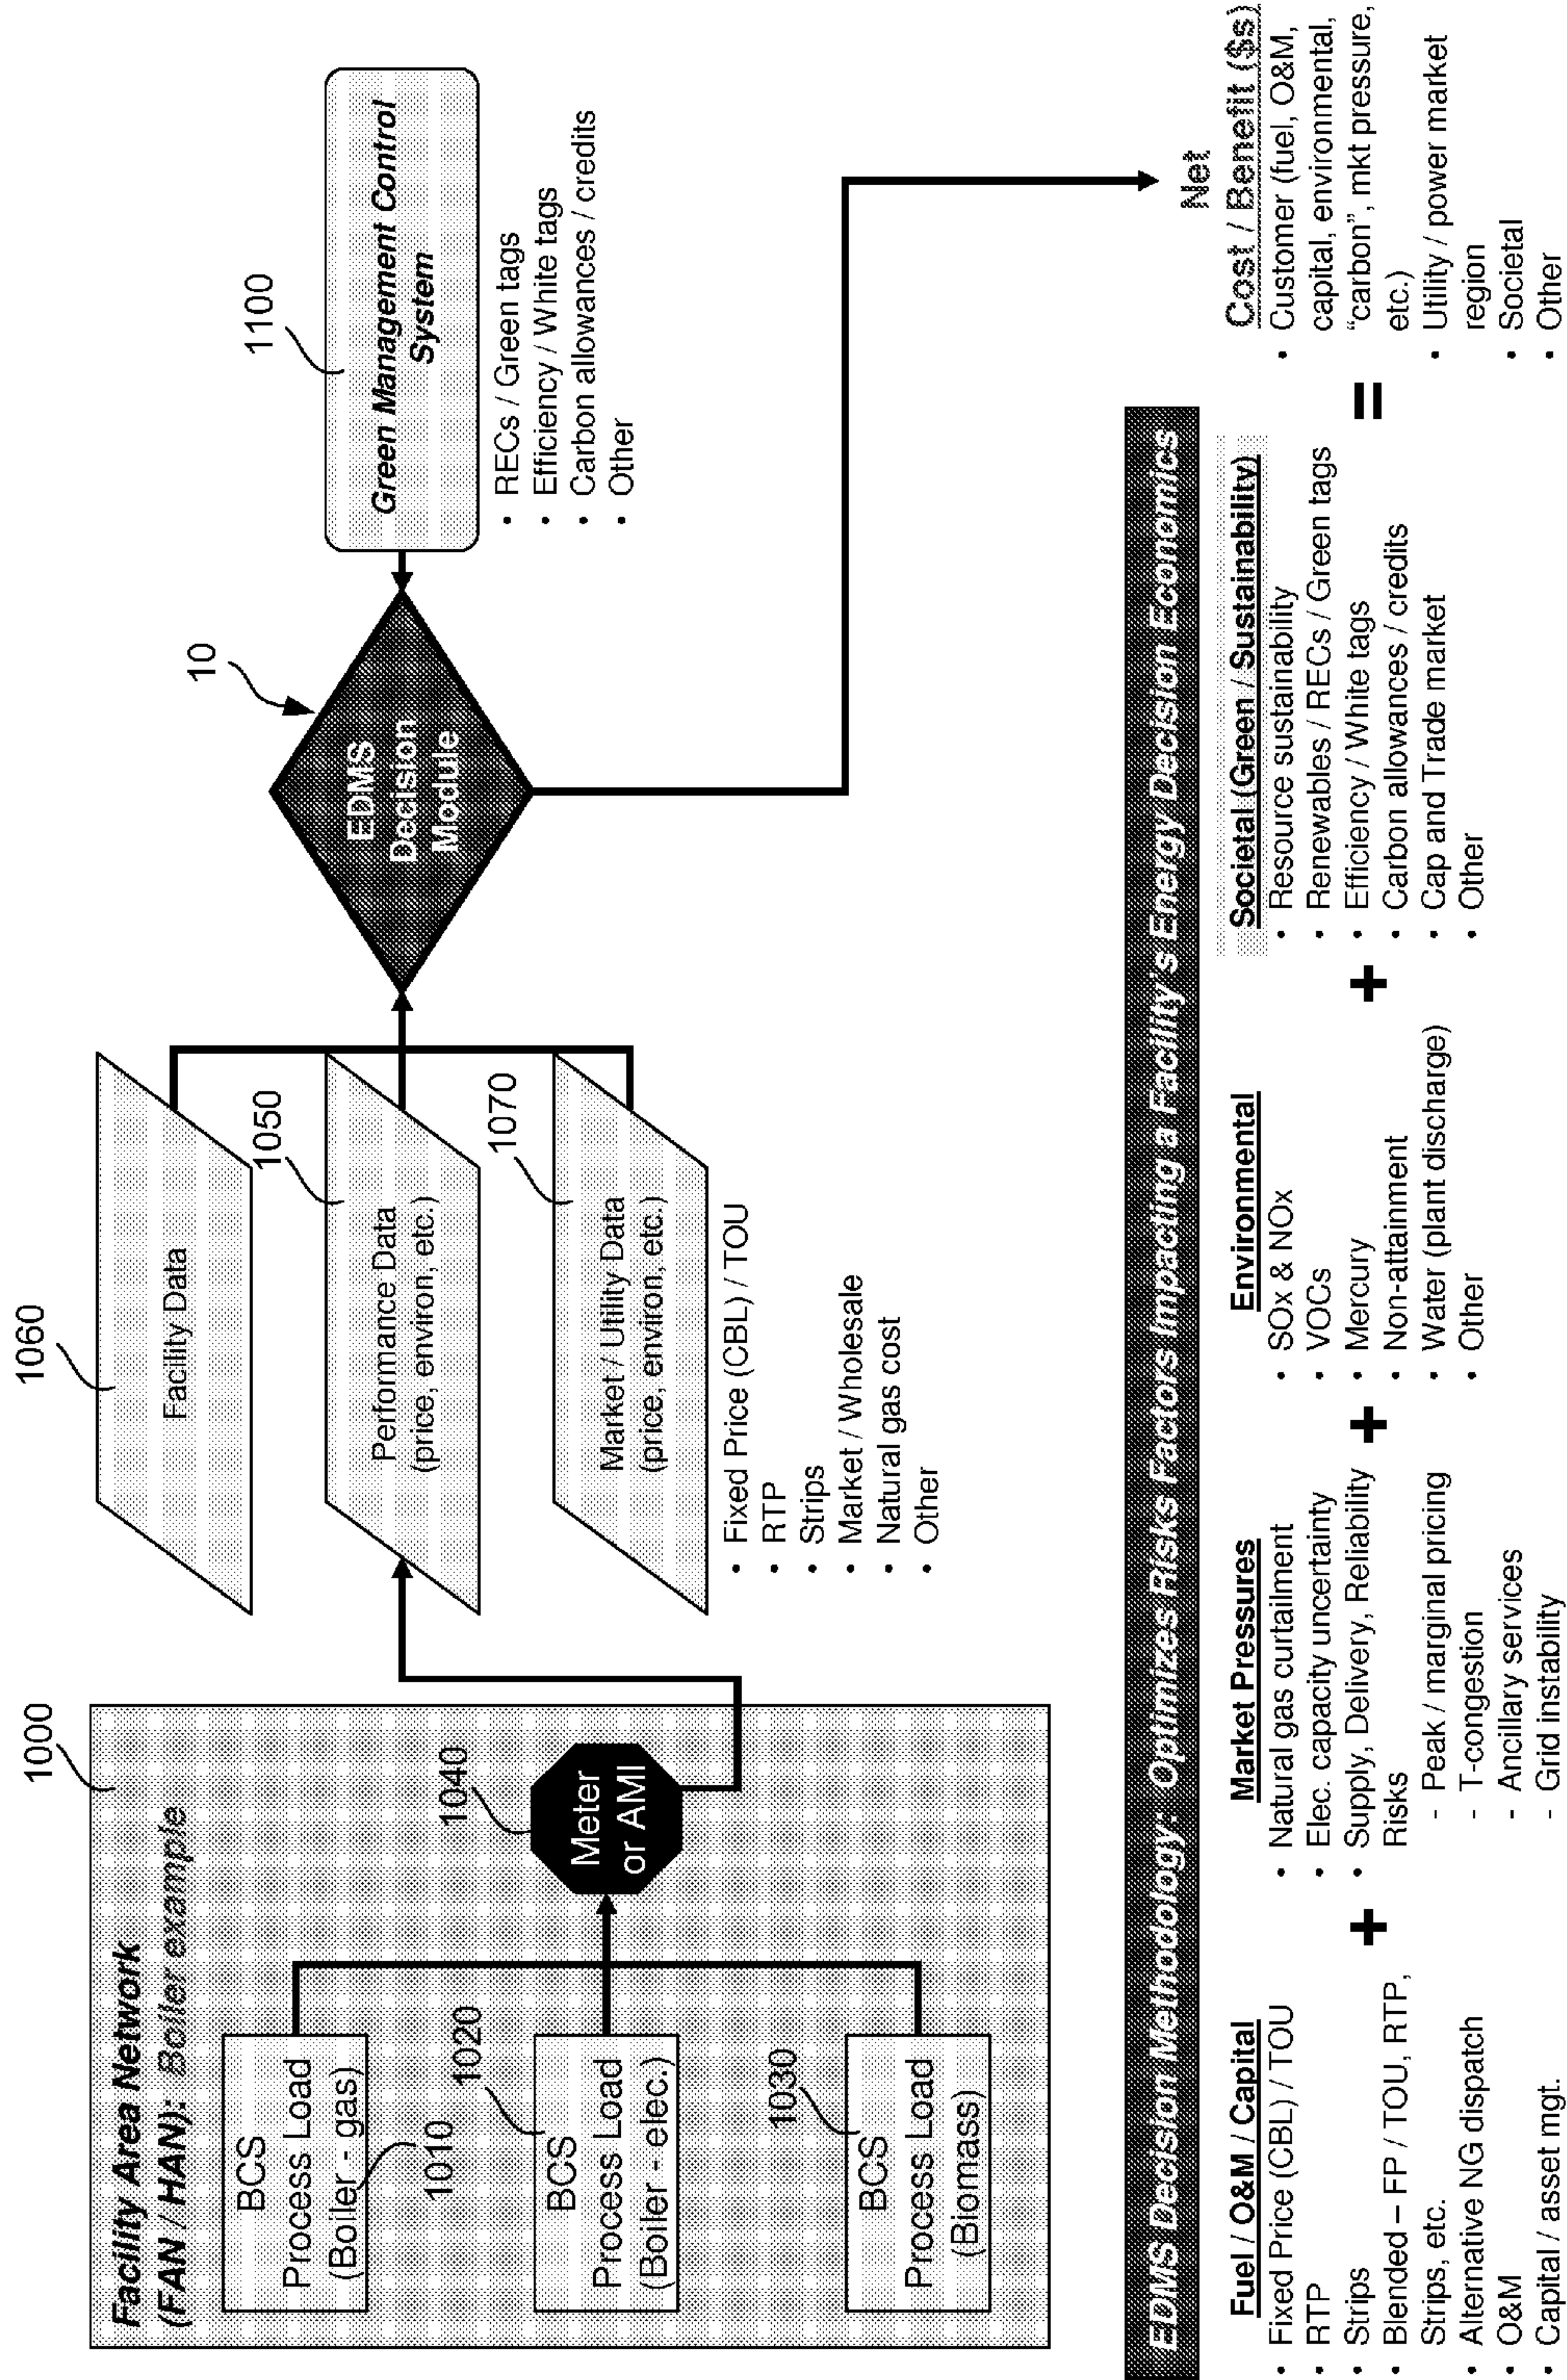 1000
Facility Area Network
(FAN / HAN): Boiler example
BCS
Process Load
(Boiler - gas)
1010
1020
BCS
Process Load
(Boiler - elec.)
1030
BCS
Process Load
(Biomass)
1040
Meter
or AMI
1060
Facility Data
1050
Performance Data
(price, environ, etc.)
1070
Market / Utility Data
(price, environ, etc.)
• Fixed Price (CBL) / TOU
• RTP
• Strips
• Market / Wholesale
• Natural gas cost
• Other
10
EDMS
Decision
Module
1100
Green Management Control
System
• RECs / Green tags
• Efficiency / White tags
• Carbon allowances / credits
• Other
EDMS Decision Methodology: Optimizes Risks Factors Impacting a Facility's Energy Decision Economics
Fuel / O&M / Capital
• Fixed Price (CBL) / TOU
• RTP
• Strips
• Blended – FP / TOU, RTP,
Strips, etc.
• Alternative NG dispatch
• O&M
• Capital / asset mgt.
+
Market Pressures
• Natural gas curtailment
• Elec. capacity uncertainty
• Supply, Delivery, Reliability
Risks
- Peak / marginal pricing
- T-congestion
- Ancillary services
- Grid instability
+
Environmental
• SOx & NOx
• VOCs
• Mercury
• Non-attainment
• Water (plant discharge)
• Other
+
Societal (Green / Sustainability)
• Resource sustainability
• Renewables / RECs / Green tags
• Efficiency / White tags
• Carbon allowances / credits
• Cap and Trade market
• Other
=
Net
Cost / Benefit ($s)
• Customer (fuel, O&M,
capital, environmental,
"carbon", mkt pressure,
etc.)
• Utility / power market
region
• Societal
• Other